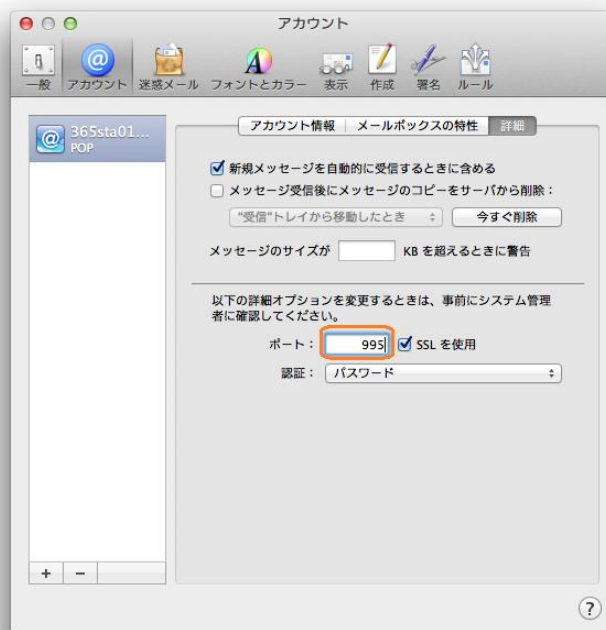 アカウント
一般 アカウント 迷惑メール フォントとカラー 表示 作成 署名 ルール
365sta01...
POP
アカウント情報 メールボックスの特性 詳細
新規メッセージを自動的に受信するときに含める
メッセージ受信後にメッセージのコピーをサーバから削除：
“受信”トレイから移動したとき 今すぐ削除
メッセージのサイズが KB を超えるときに警告
以下の詳細オプションを変更するときは、事前にシステム管理
者に確認してください。
ポート： 995 SSL を使用
認証： パスワード
+ −
?